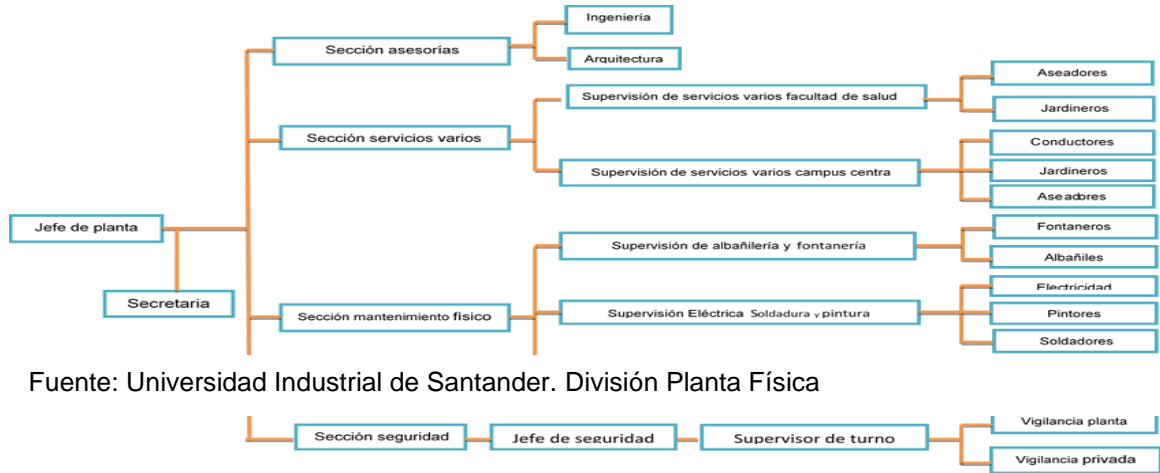 Ingeniería
Sección asesorías
Arquitectura
Aseadores
Supervisión de servicios varios facultad de salud
Jardineros
Sección servicios varios
Conductores
Supervisión de servicios varios campus centra
Jardineros
Aseadores
Jefe de planta
Fontaneros
Supervisión de albañilería y fontanería
Albañiles
Secretaria
Electricidad
Sección mantenimiento físico
Supervisión Eléctrica Soldadura y pintura
Pintores
Soldadores
Fuente: Universidad Industrial de Santander. División Planta Física
Vigilancia planta
Sección seguridad
Jefe de seguridad
Supervisor de turno
Vigilancia privada